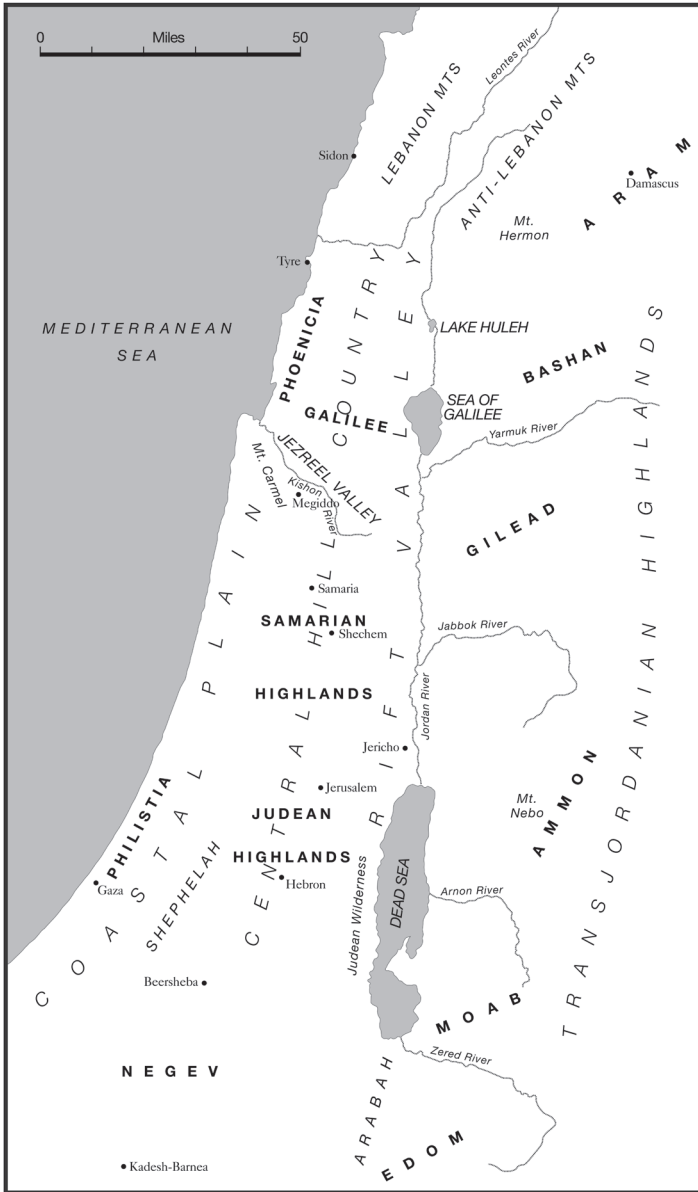 0 Miles 50
Leontes River
LEBANON MTS
ANTI-LEBANON MTS
Sidon
ARAM
Damascus
Mt.
Hermon
Tyre
MEDITERRANEAN
SEA
PHOENICIA
LAKE HULEH
BASHAN
SEA OF
GALILEE
GALILEE
Yarmuk River
JEZREEL VALLEY
Mt. Carmel
Kishon
River
Megiddo
GILEAD
Samaria
SAMARIAN
HIGHLANDS
Shechem
Jabbok River
Jordan River
Jericho
Jerusalem
JUDEAN
HIGHLANDS
Mt.
Nebo
AMMON
PHILISTIA
Gaza
COASTAL PLAIN
SHEPHELAH
CENTRAL HILL COUNTRY
RIFT VALLEY
TRANSJORDANIAN HIGHLANDS
Hebron
Judean Wilderness
DEAD SEA
Arnon River
Beersheba
MOAB
Zered River
NEGEV
ARABAH
EDOM
Kadesh-Barnea